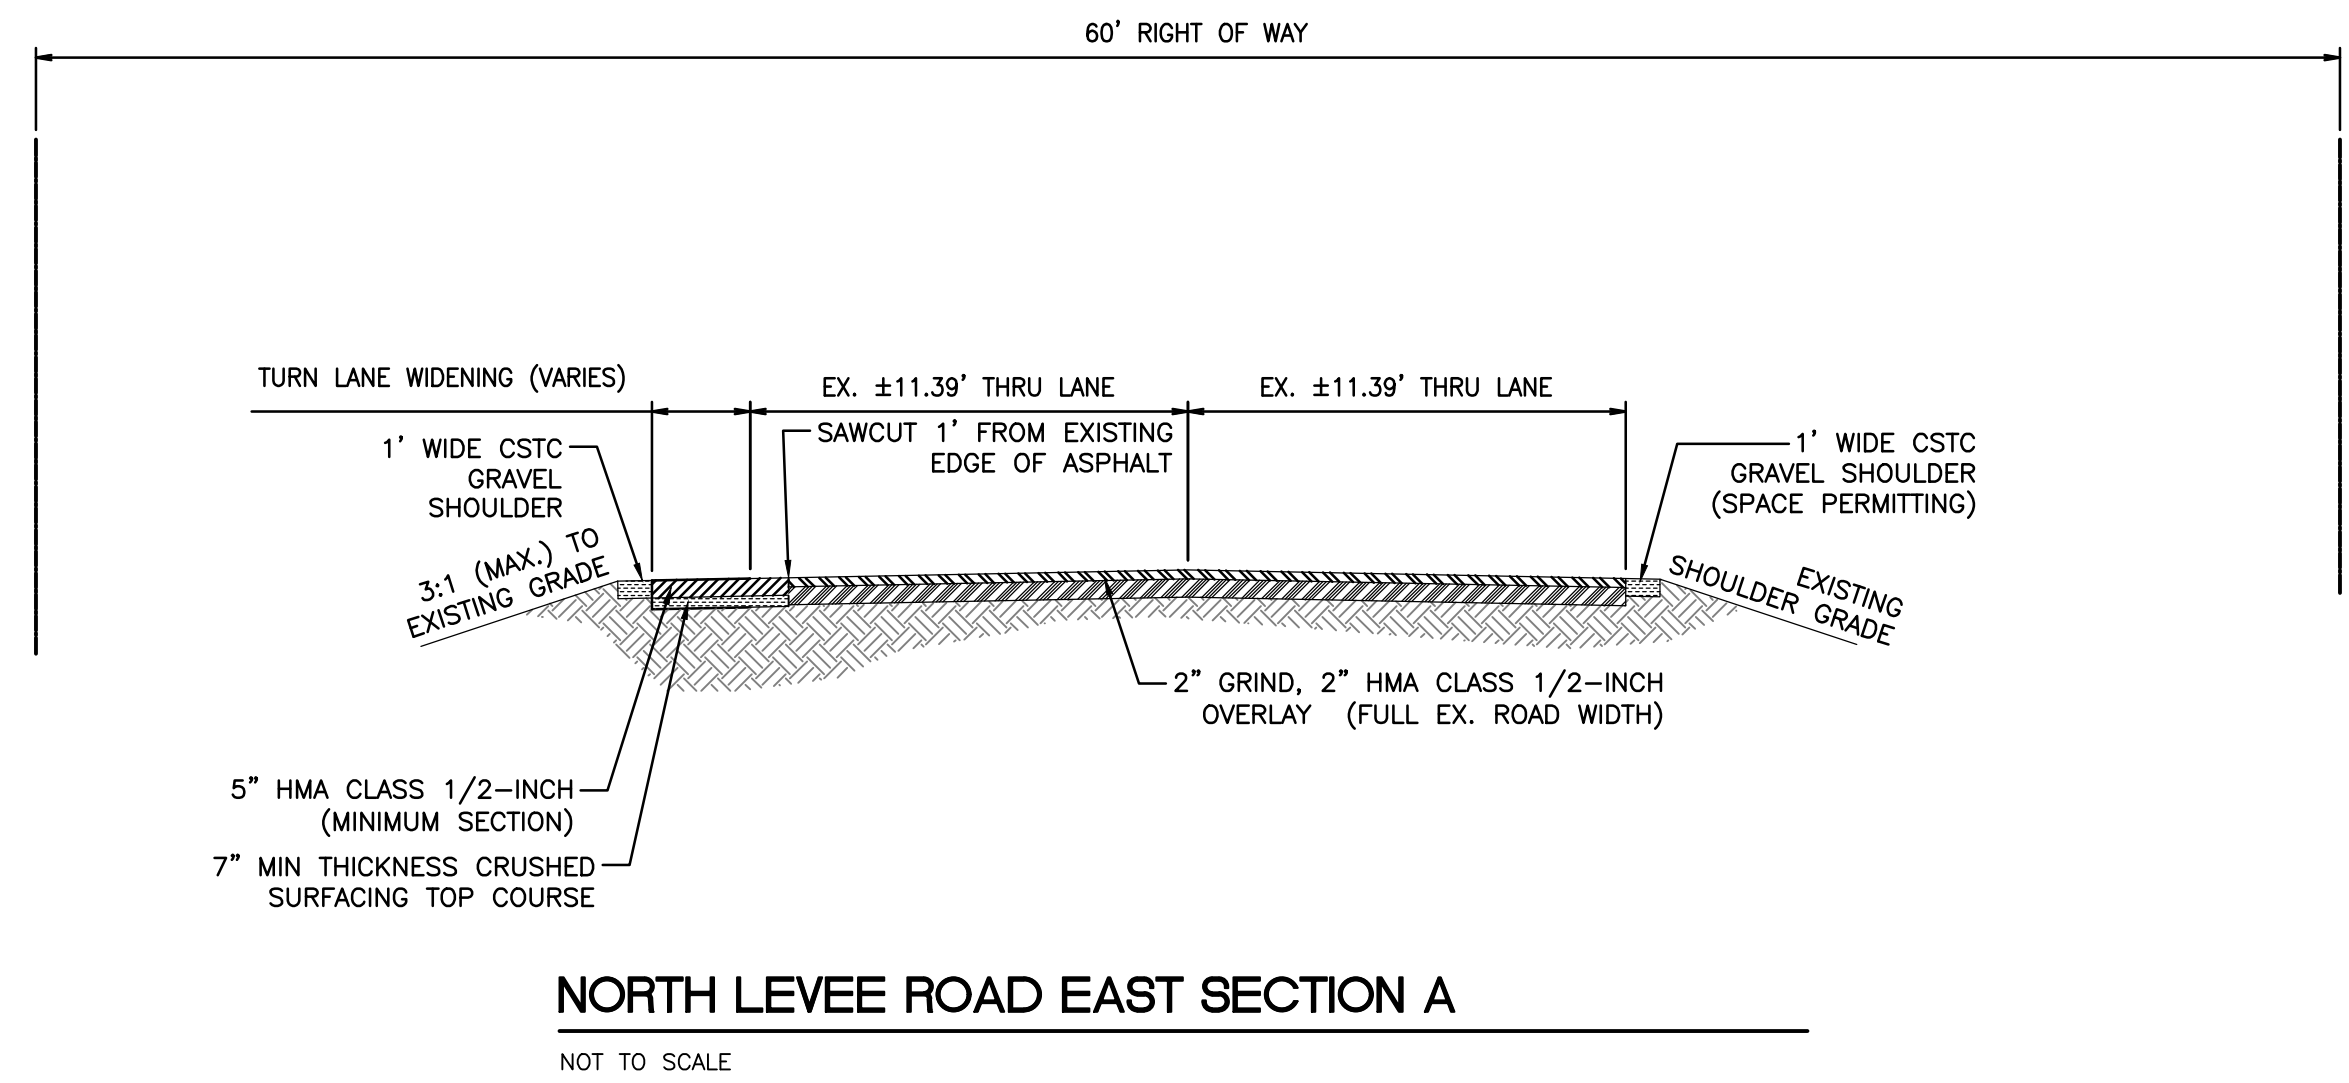 60' RIGHT OF WAY
TURN LANE WIDENING (VARIES)
EX. ±11.39' THRU LANE
EX. ±11.39' THRU LANE
1' WIDE CSTC
GRAVEL
SHOULDER
SAWCUT 1' FROM EXISTING
EDGE OF ASPHALT
1' WIDE CSTC
GRAVEL SHOULDER
(SPACE PERMITTING)
3:1 (MAX.) TO
EXISTING GRADE
EXISTING
SHOULDER GRADE
2" GRIND, 2" HMA CLASS 1/2-INCH
OVERLAY (FULL EX. ROAD WIDTH)
5" HMA CLASS 1/2-INCH
(MINIMUM SECTION)
7" MIN THICKNESS CRUSHED
SURFACING TOP COURSE
NORTH LEVEE ROAD EAST SECTION A
NOT TO SCALE